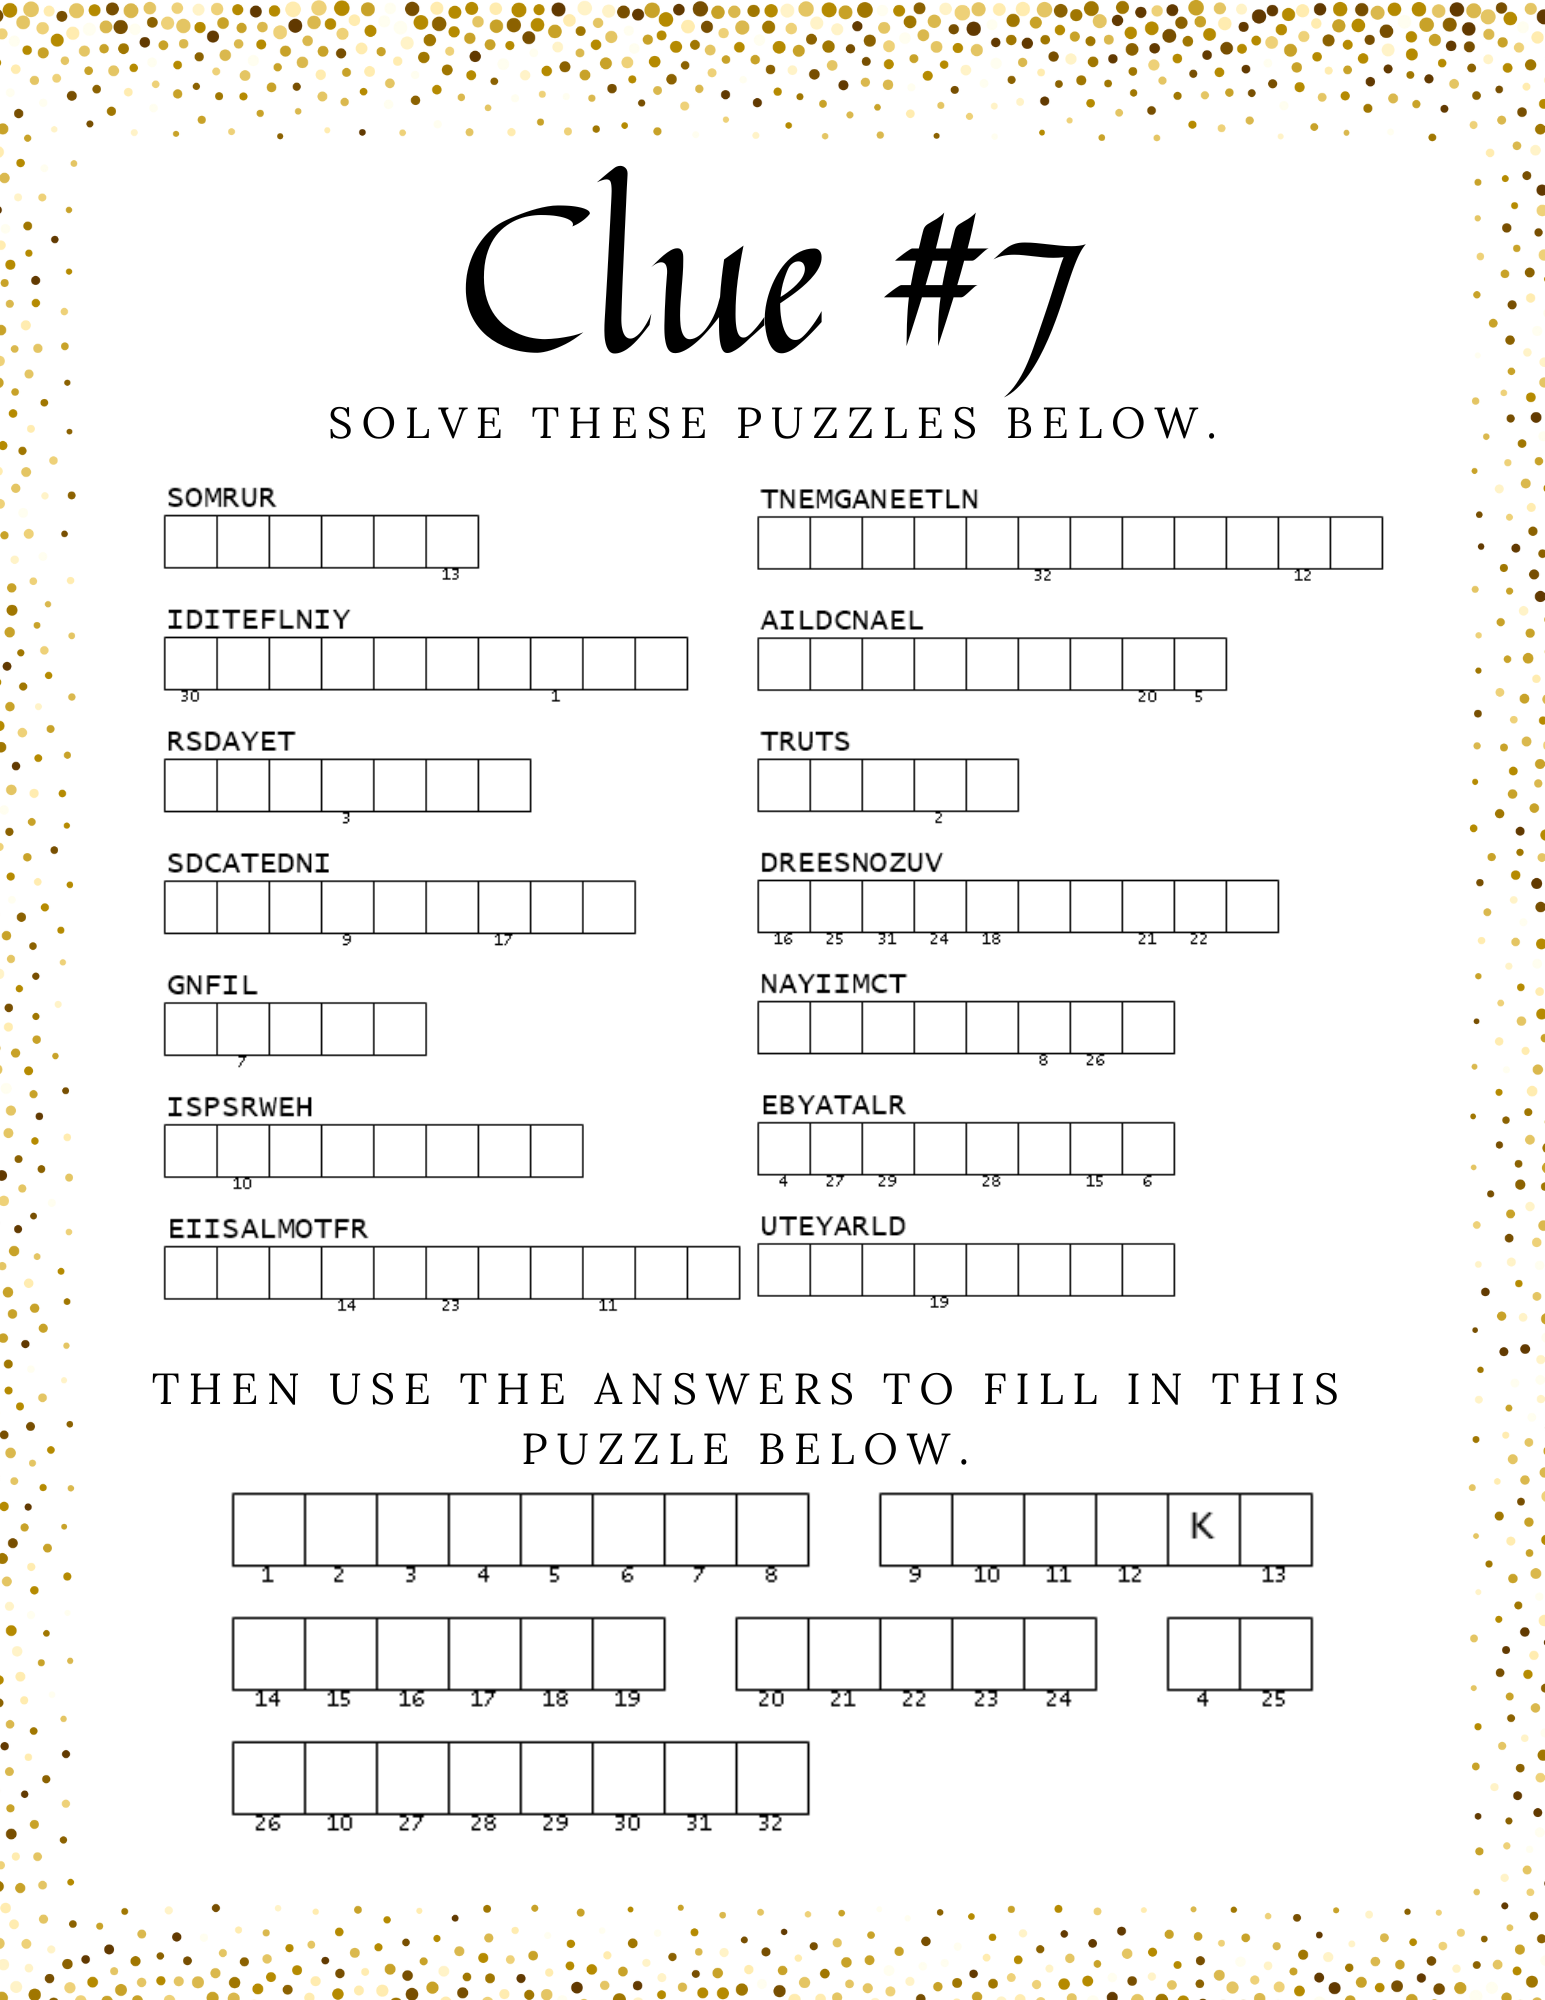 Clue #7
SOLVE THESE PUZZLES BELOW.
SOMRUR
13
IDITEFLNIY
30 1
RSDAYET
3
SDCATEDNI
9 17
GNFIL
7
ISPSRWEH
10
EIISALMOTFR
14 23 11
TNEMGANEETLN
32 12
AILDCNAEL
20 5
TRUTS
2
DREESNOZUV
16 25 31 24 18 21 22
NAYIIMCT
8 26
EBYATALR
4 27 29 28 15 6
UTEYARLD
19
THEN USE THE ANSWERS TO FILL IN THIS
PUZZLE BELOW.
K
1 2 3 4 5 6 7 8 9 10 11 12 13
14 15 16 17 18 19 20 21 22 23 24 4 25
26 10 27 28 29 30 31 32